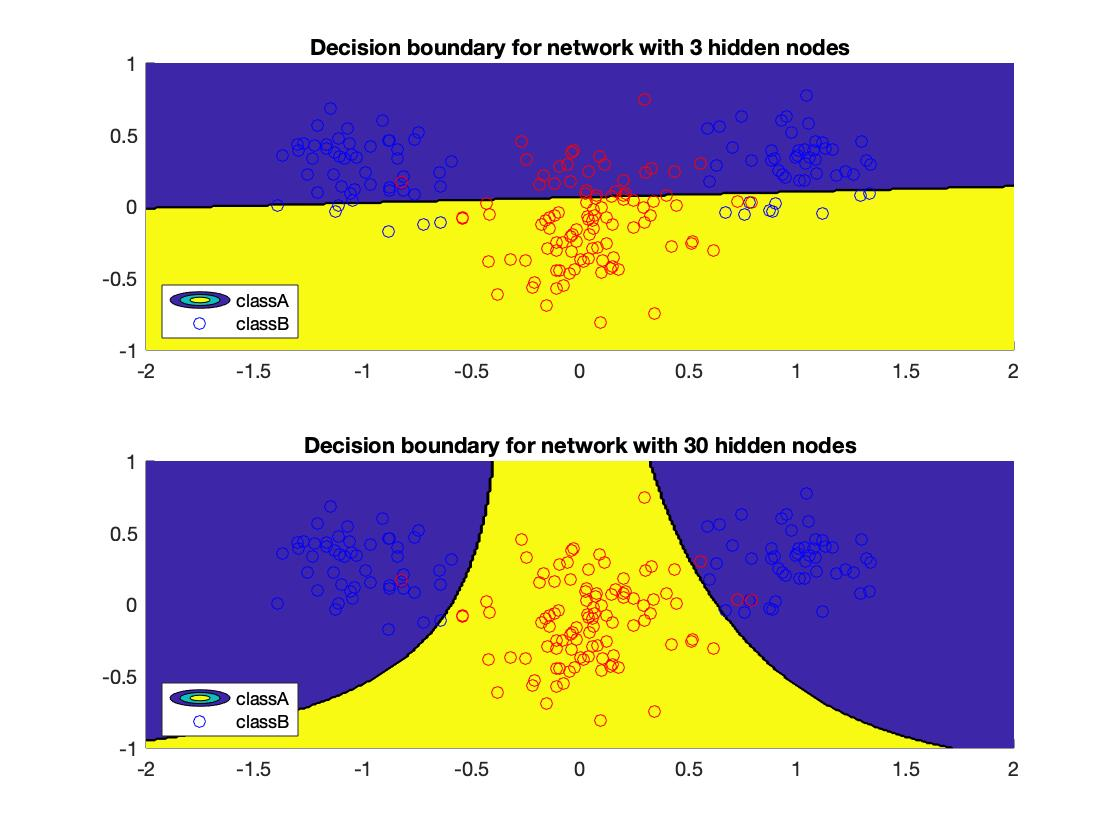 Decision boundary for network with 3 hidden nodes
1
0.5
0
-0.5
-1
classA
classB
-2 -1.5 -1 -0.5 0 0.5 1 1.5 2
Decision boundary for network with 30 hidden nodes
1
0.5
0
-0.5
-1
classA
classB
-2 -1.5 -1 -0.5 0 0.5 1 1.5 2